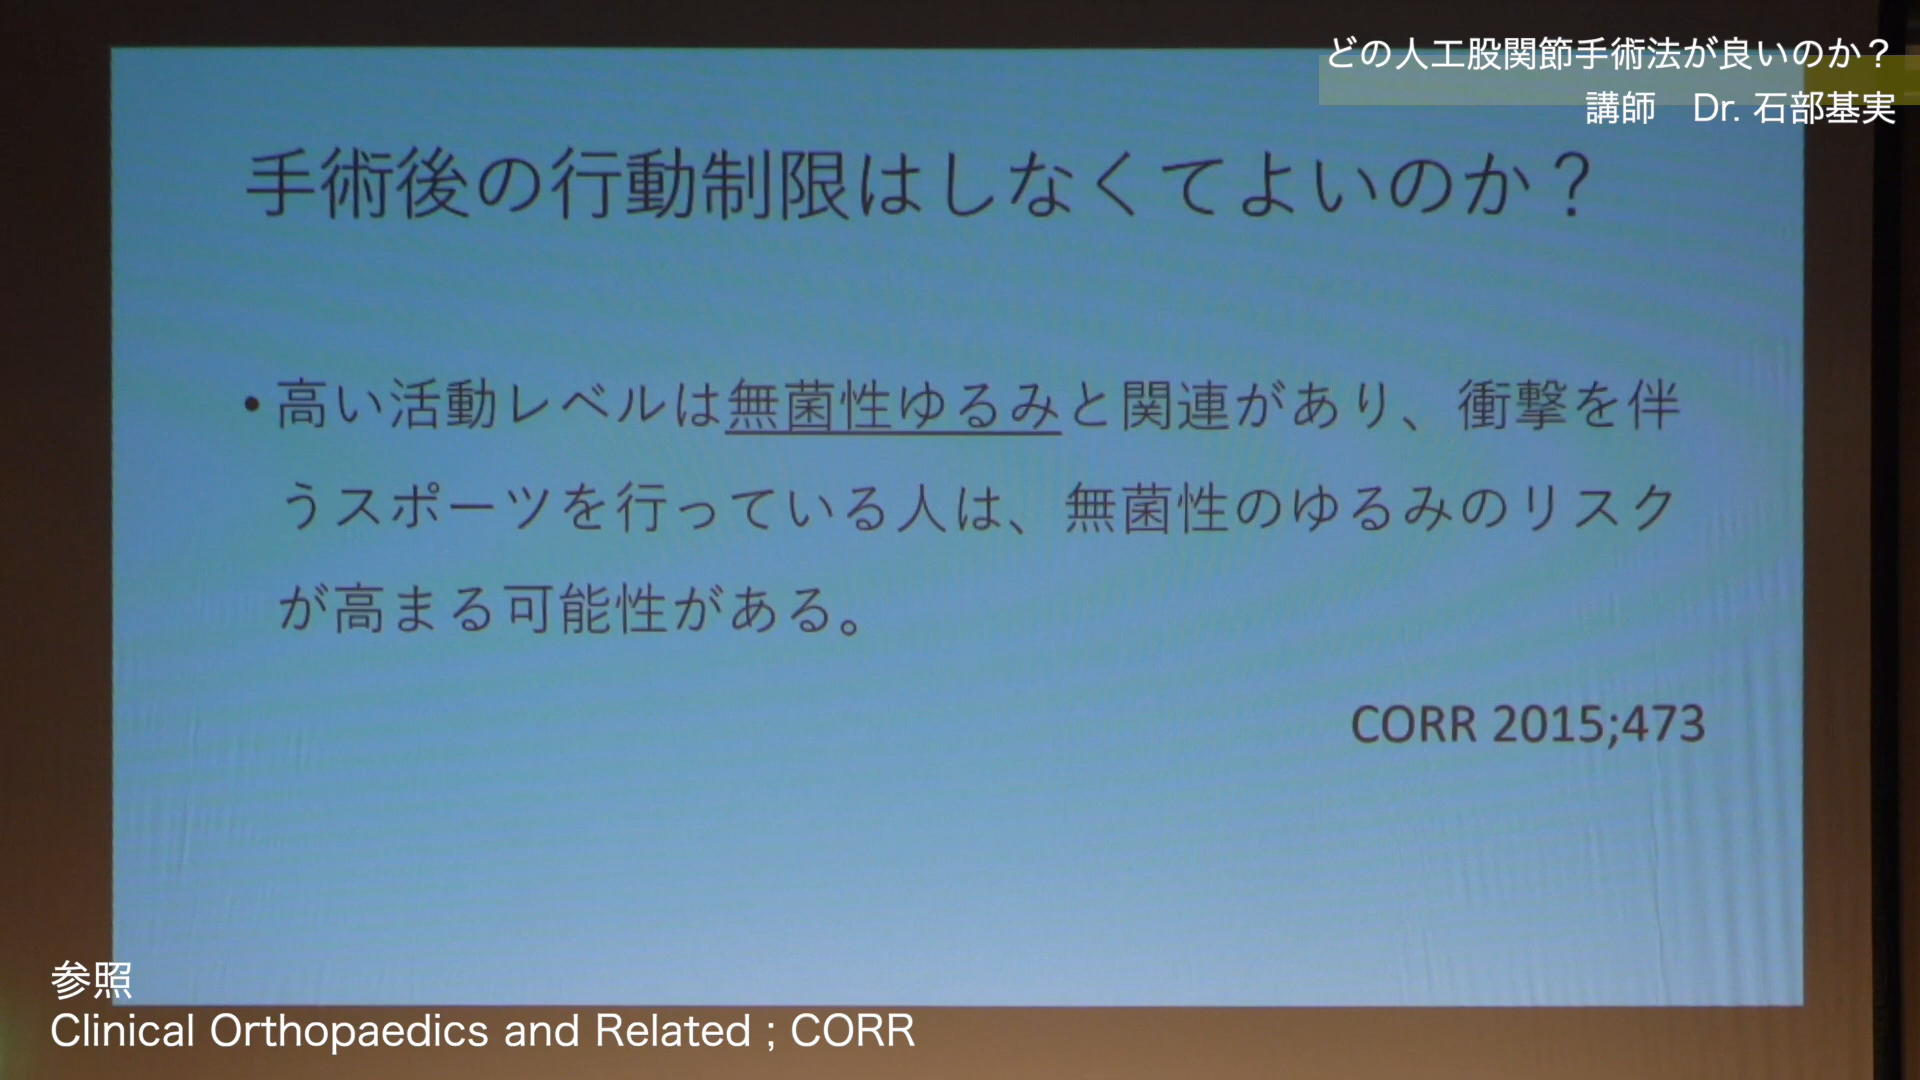 どの人工股関節手術法が良いのか？
講師　Dr. 石部基実
手術後の行動制限はしなくてよいのか？
• 高い活動レベルは無菌性ゆるみと関連があり、衝撃を伴
うスポーツを行っている人は、無菌性のゆるみのリスク
が高まる可能性がある。
CORR 2015;473
参照
Clinical Orthopaedics and Related ; CORR